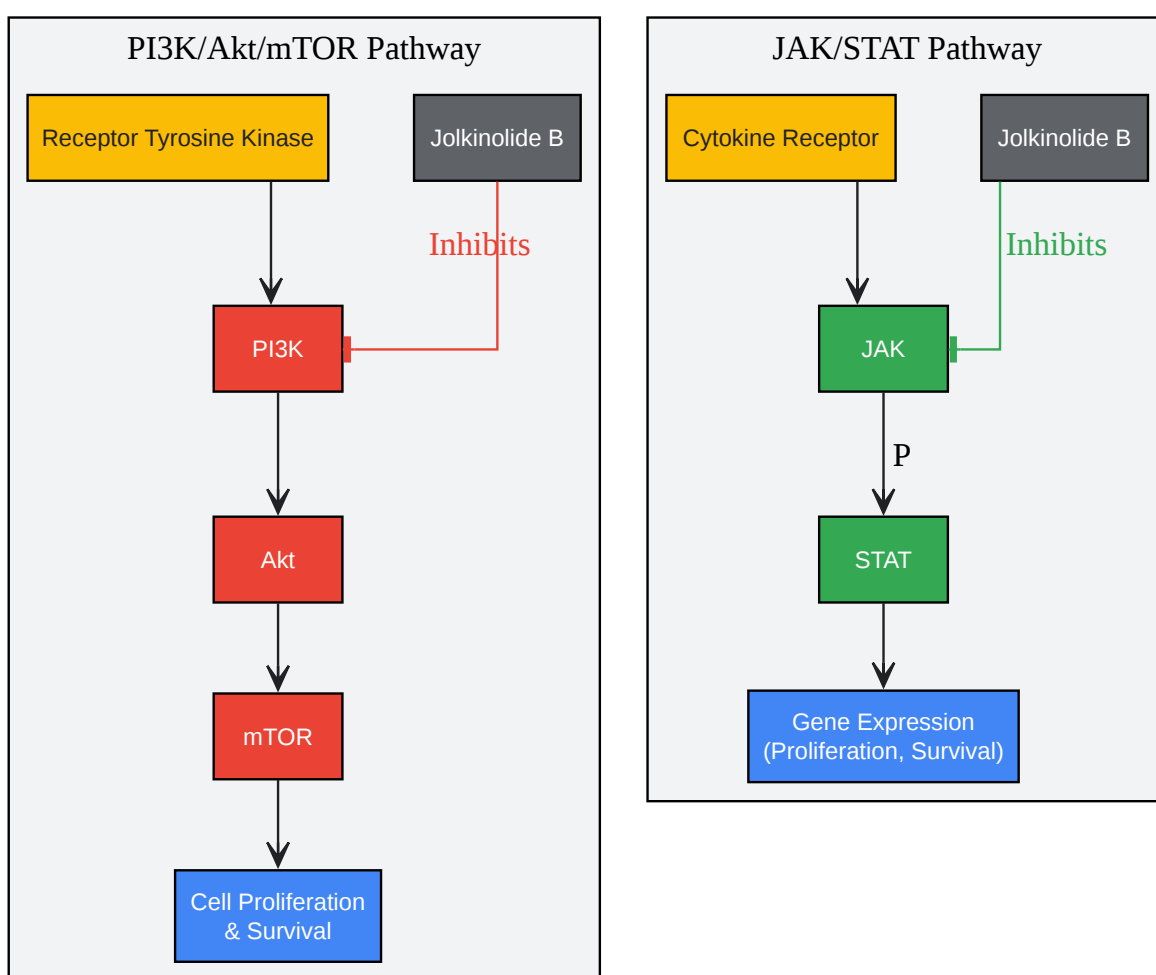 PI3K/Akt/mTOR Pathway
Receptor Tyrosine Kinase
Jolkinolide B
Inhibits
PI3K
Akt
mTOR
Cell Proliferation
& Survival
JAK/STAT Pathway
Cytokine Receptor
Jolkinolide B
Inhibits
JAK
P
STAT
Gene Expression
(Proliferation, Survival)